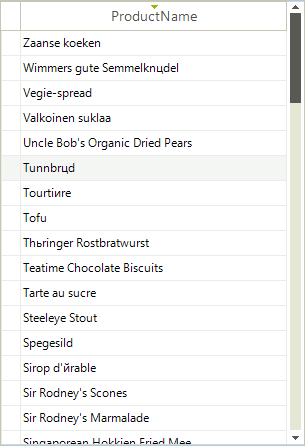 ProductName
Zaanse koeken
Wimmers gute Semmelknцdel
Vegie-spread
Valkoinen suklaa
Uncle Bob's Organic Dried Pears
Tunnbrцd
Tourtiиre
Tofu
Thьringer Rostbratwurst
Teatime Chocolate Biscuits
Tarte au sucre
Steeleye Stout
Spegesild
Sirop d'йrable
Sir Rodney's Scones
Sir Rodney's Marmalade
Singaporean Hokkien Fried Mee